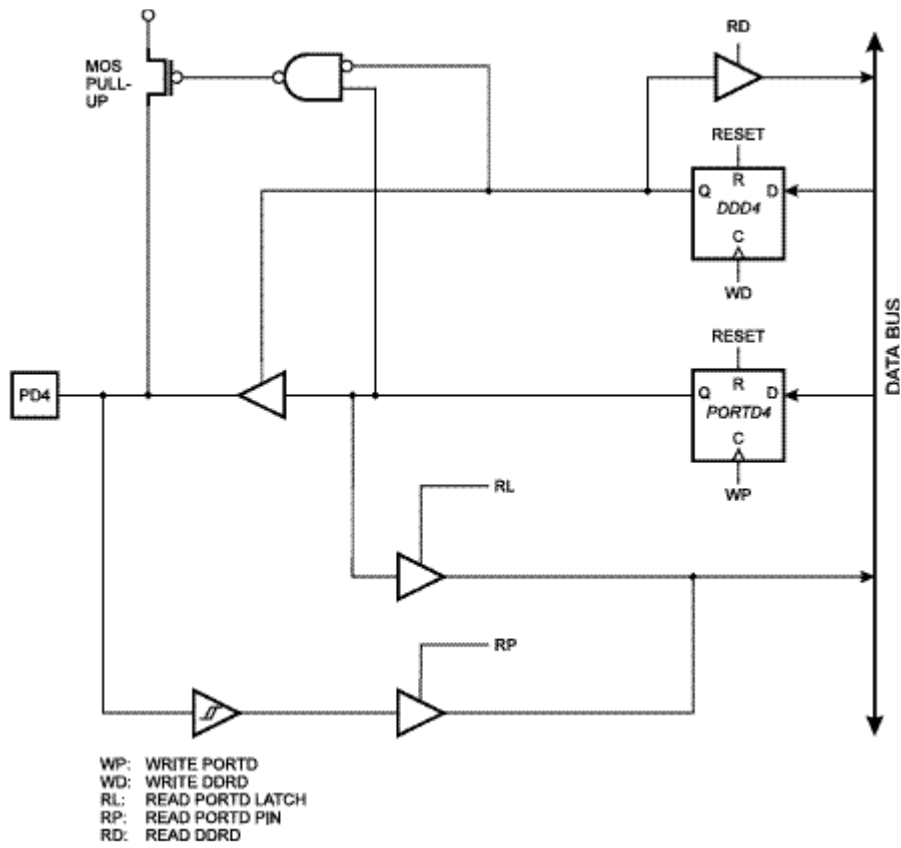 RD
MOS
PULL-
UP
RESET
R
Q
D
DDD4
C
WD
DATA BUS
RESET
R
PD4
Q
D
PORTD4
C
WP
RL
RP
WP: WRITE PORTD
WD: WRITE DDRD
RL: READ PORTD LATCH
RP: READ PORTD PIN
RD: READ DDRD